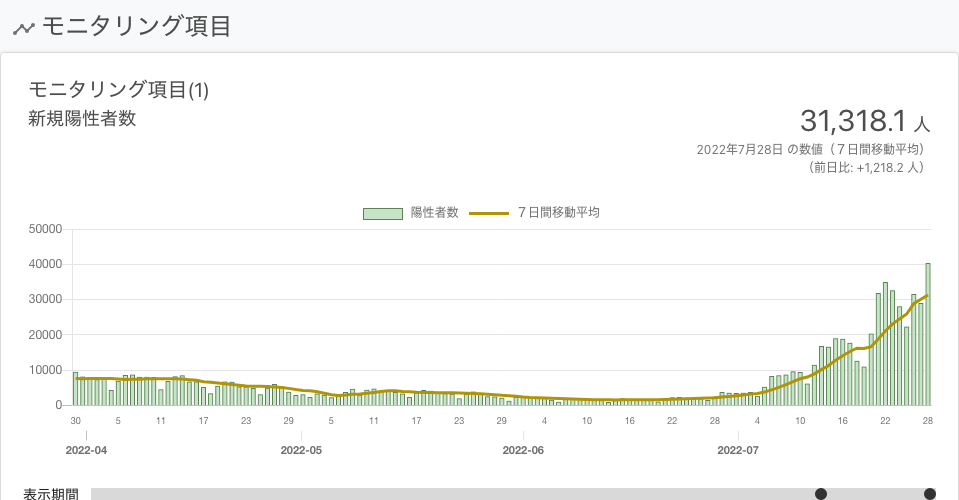 モニタリング項目
モニタリング項目(1)
新規陽性者数
31,318.1 人
2022年7月28日 の数値（７日間移動平均）
（前日比: +1,218.2 人）
陽性者数 ７日間移動平均
50000
40000
30000
20000
10000
0
30 5 11 17 23 29 5 11 17 23 29 4 10 16 22 28 4 10 16 22 28
2022-04 2022-05 2022-06 2022-07
表示期間